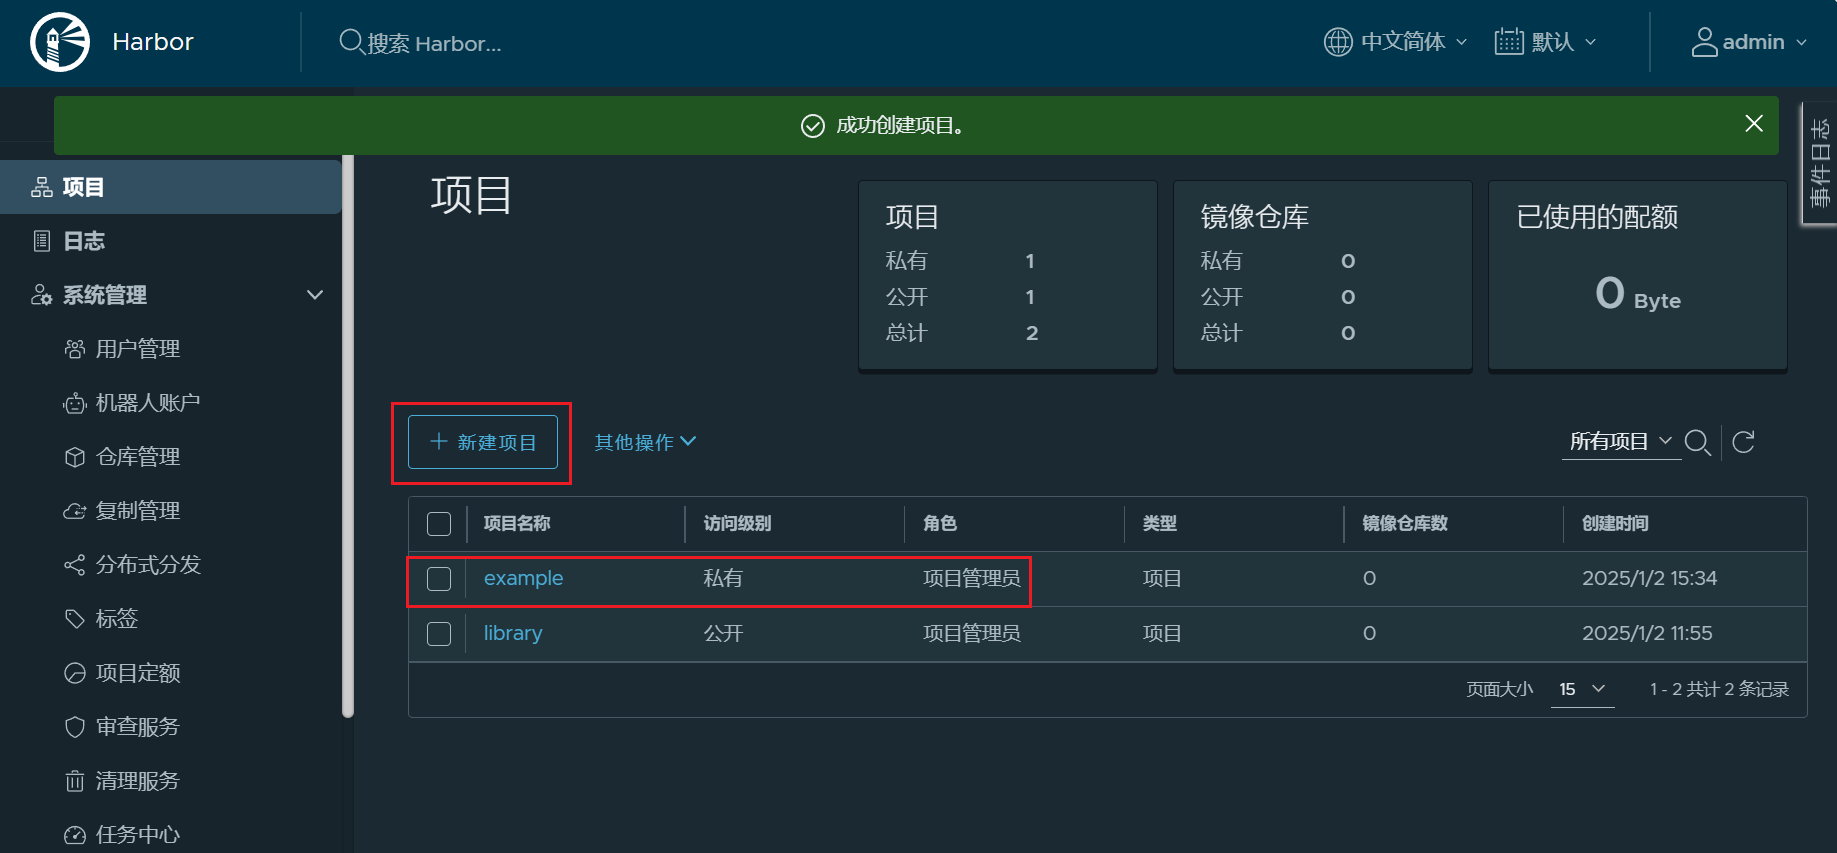 Harbor
搜索 Harbor...
中文简体
默认
admin
成功创建项目。
事件日志
项目
日志
系统管理
用户管理
机器人账户
仓库管理
复制管理
分布式分发
标签
项目定额
审查服务
清理服务
任务中心
项目
项目
私有 1
公开 1
总计 2
镜像仓库
私有 0
公开 0
总计 0
已使用的配额
0 Byte
+ 新建项目
其他操作
所有项目
项目名称 访问级别 角色 类型 镜像仓库数 创建时间
example 私有 项目管理员 项目 0 2025/1/2 15:34
library 公开 项目管理员 项目 0 2025/1/2 11:55
页面大小 15 1 - 2 共计 2 条记录